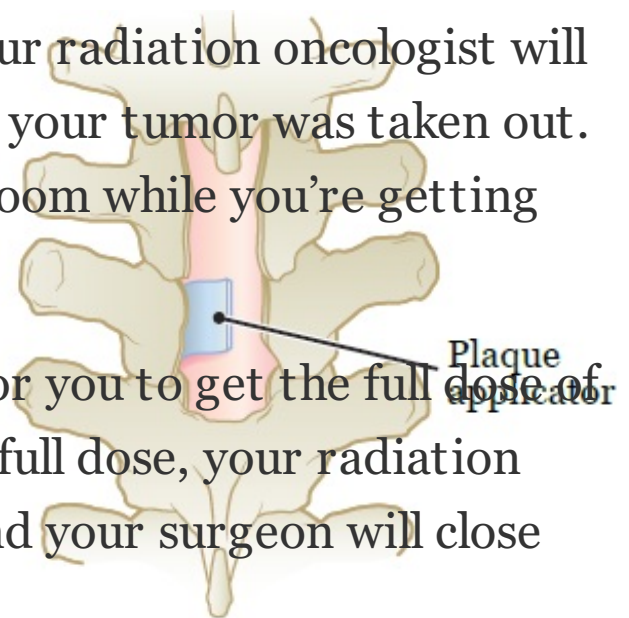 ur radiation oncologist will
your tumor was taken out.
oom while you're getting
Plaque
applicator
or you to get the full dose of
full dose, your radiation
nd your surgeon will close